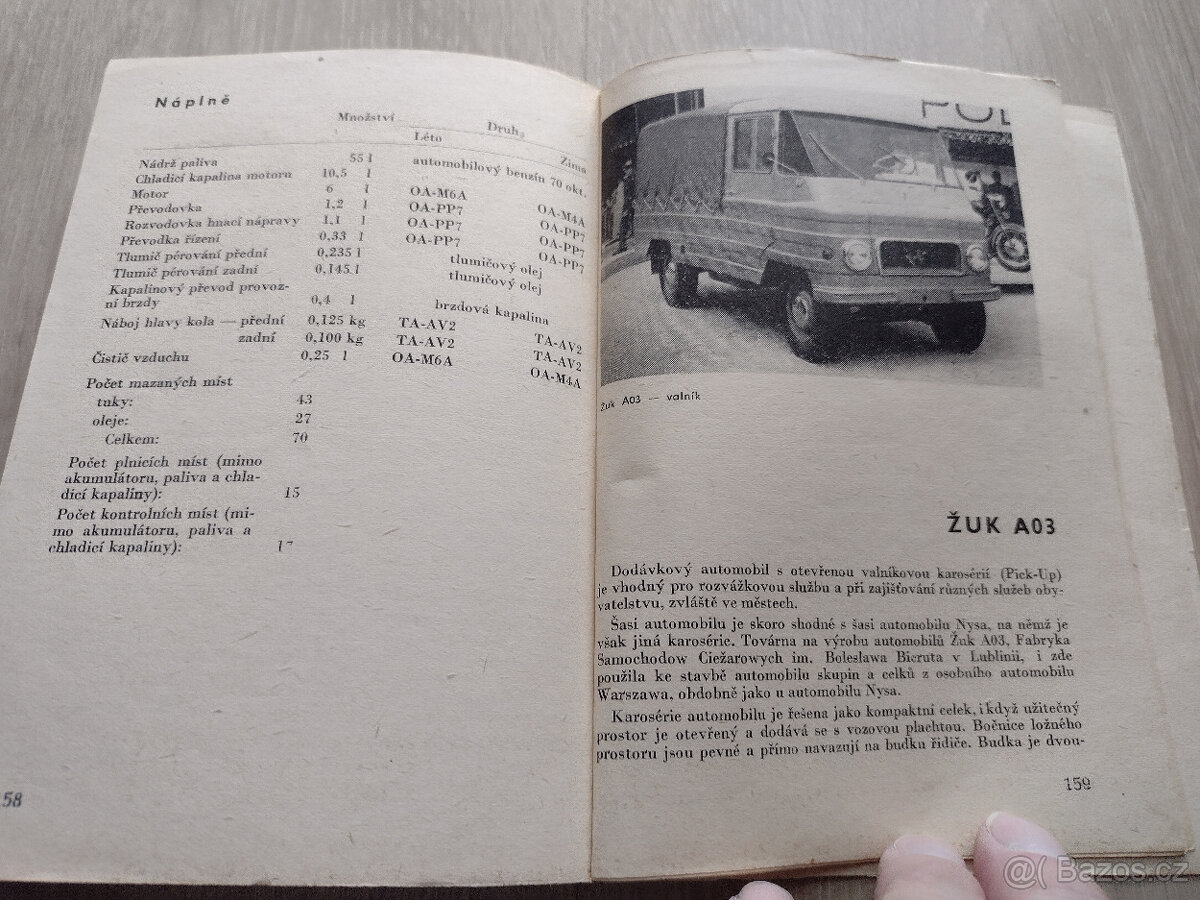 Náplně
Množství Druh
Léto Zima
Nádrž paliva 55 l automobilový benzín 70 okt.
Chladicí kapalina motoru 10,5 l
Motor 6 l OA-M6A OA-M4A
Převodovka 1,2 l OA-PP7 OA-PP7
Rozvodovka hnací nápravy 1,1 l OA-PP7 OA-PP7
Převodka řízení 0,33 l OA-PP7 OA-PP7
Tlumič pérování přední 0,235 l tlumičový olej
Tlumič pérování zadní 0,145 l tlumičový olej
Kapalinový převod provoz-
ní brzdy 0,4 l brzdová kapalina
Náboj hlavy kola — přední 0,125 kg TA-AV2 TA-AV2
zadní 0,100 kg TA-AV2 TA-AV2
Čistič vzduchu 0,25 l OA-M6A OA-M4A
Počet mazaných míst
tuky: 43
oleje: 27
Celkem: 70
Počet plnicích míst (mimo
akumulátoru, paliva a chla-
dicí kapaliny): 15
Počet kontrolních míst (mi-
mo akumulátoru, paliva a
chladicí kapaliny): 17
158
POL
Žuk A03 — valník
ŽUK A03
Dodávkový automobil s otevřenou valníkovou karosérií (Pick-Up)
je vhodný pro rozvážkovou službu a při zajišťování různých služeb oby-
vatelstvu, zvláště ve městech.
Šasi automobilu je skoro shodné s šasi automobilu Nysa, na němž je
však jiná karosérie. Továrna na výrobu automobilů Žuk A03, Fabryka
Samochodow Ciežarowych im. Boleslawa Bieruta v Lublinii, i zde
použila ke stavbě automobilu skupin a celků z osobního automobilu
Warszawa, obdobně jako u automobilu Nysa.
Karosérie automobilu je řešena jako kompaktní celek, i když užitečný
prostor je otevřený a dodává se s vozovou plachtou. Bočnice ložného
prostoru jsou pevné a přímo navazují na budku řidiče. Budka je dvou-
159
@( Bazos.cz